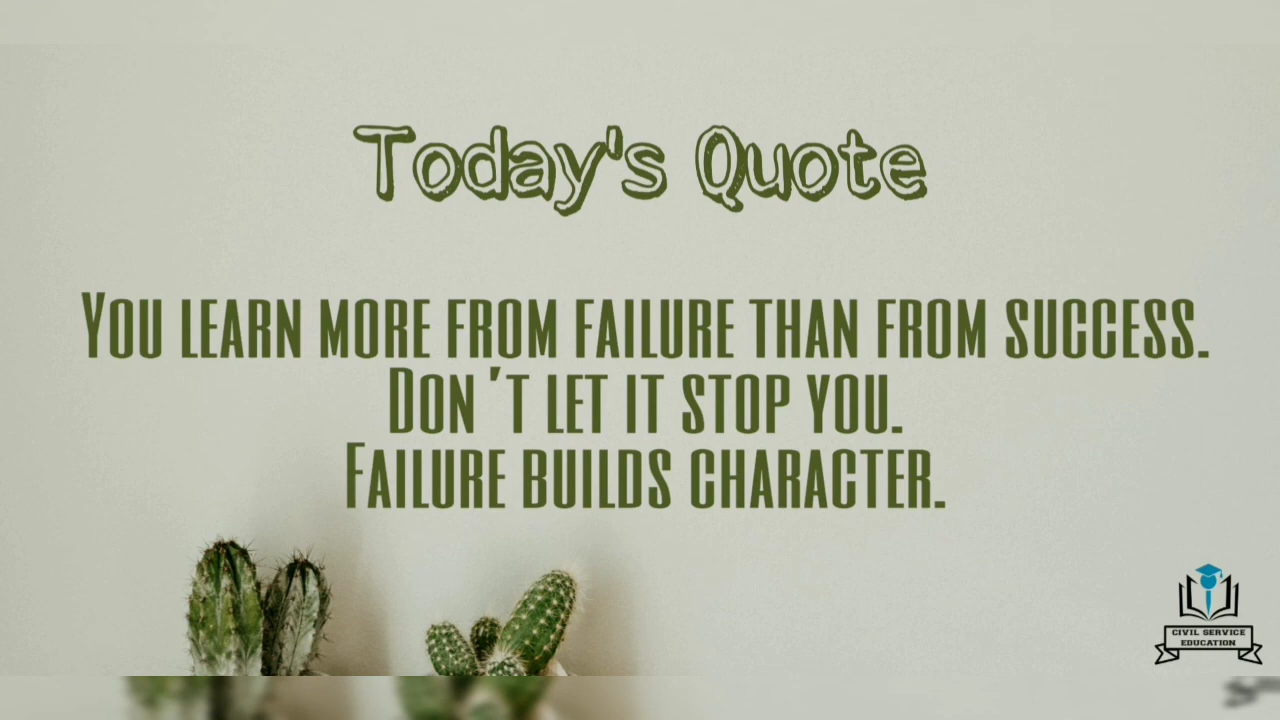 Today's Quote
You learn more from failure than from success.
Don't let it stop you.
Failure builds character.
CIVIL SERVICE
EDUCATION